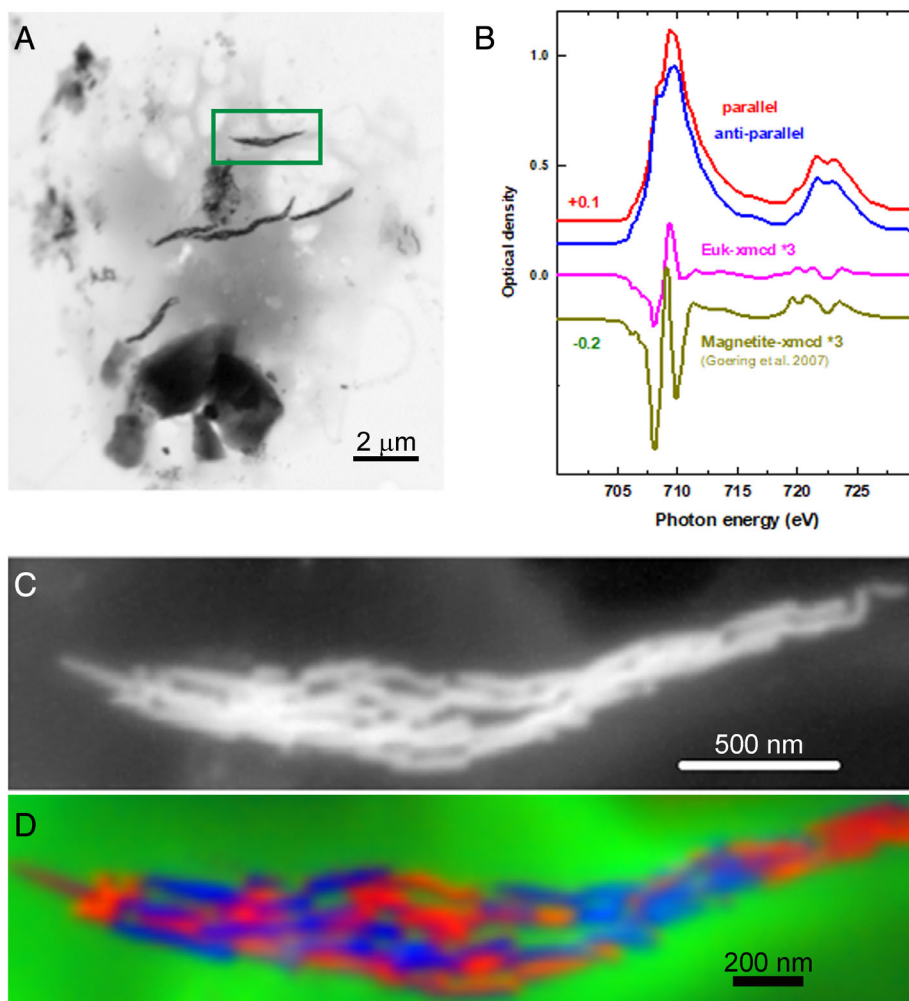 A
2 μm
B
1.0
0.5
0.0
Optical density
parallel
anti-parallel
+0.1
Euk-xmcd *3
-0.2
Magnetite-xmcd *3
(Goering et al. 2007)
705 710 715 720 725
Photon energy (eV)
C
500 nm
D
200 nm